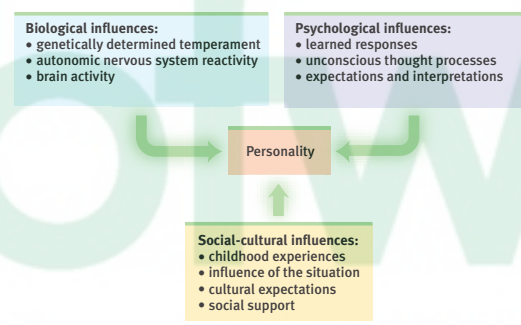 Biological influences:
• genetically determined temperament
• autonomic nervous system reactivity
• brain activity
Psychological influences:
• learned responses
• unconscious thought processes
• expectations and interpretations
Personality
Social-cultural influences:
• childhood experiences
• influence of the situation
• cultural expectations
• social support